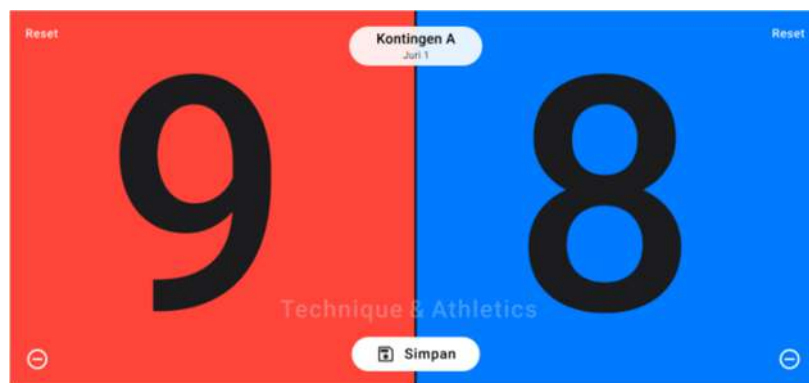 Reset
Kontingen A
Juri 1
Reset
9
8
Technique & Athletics
Simpan